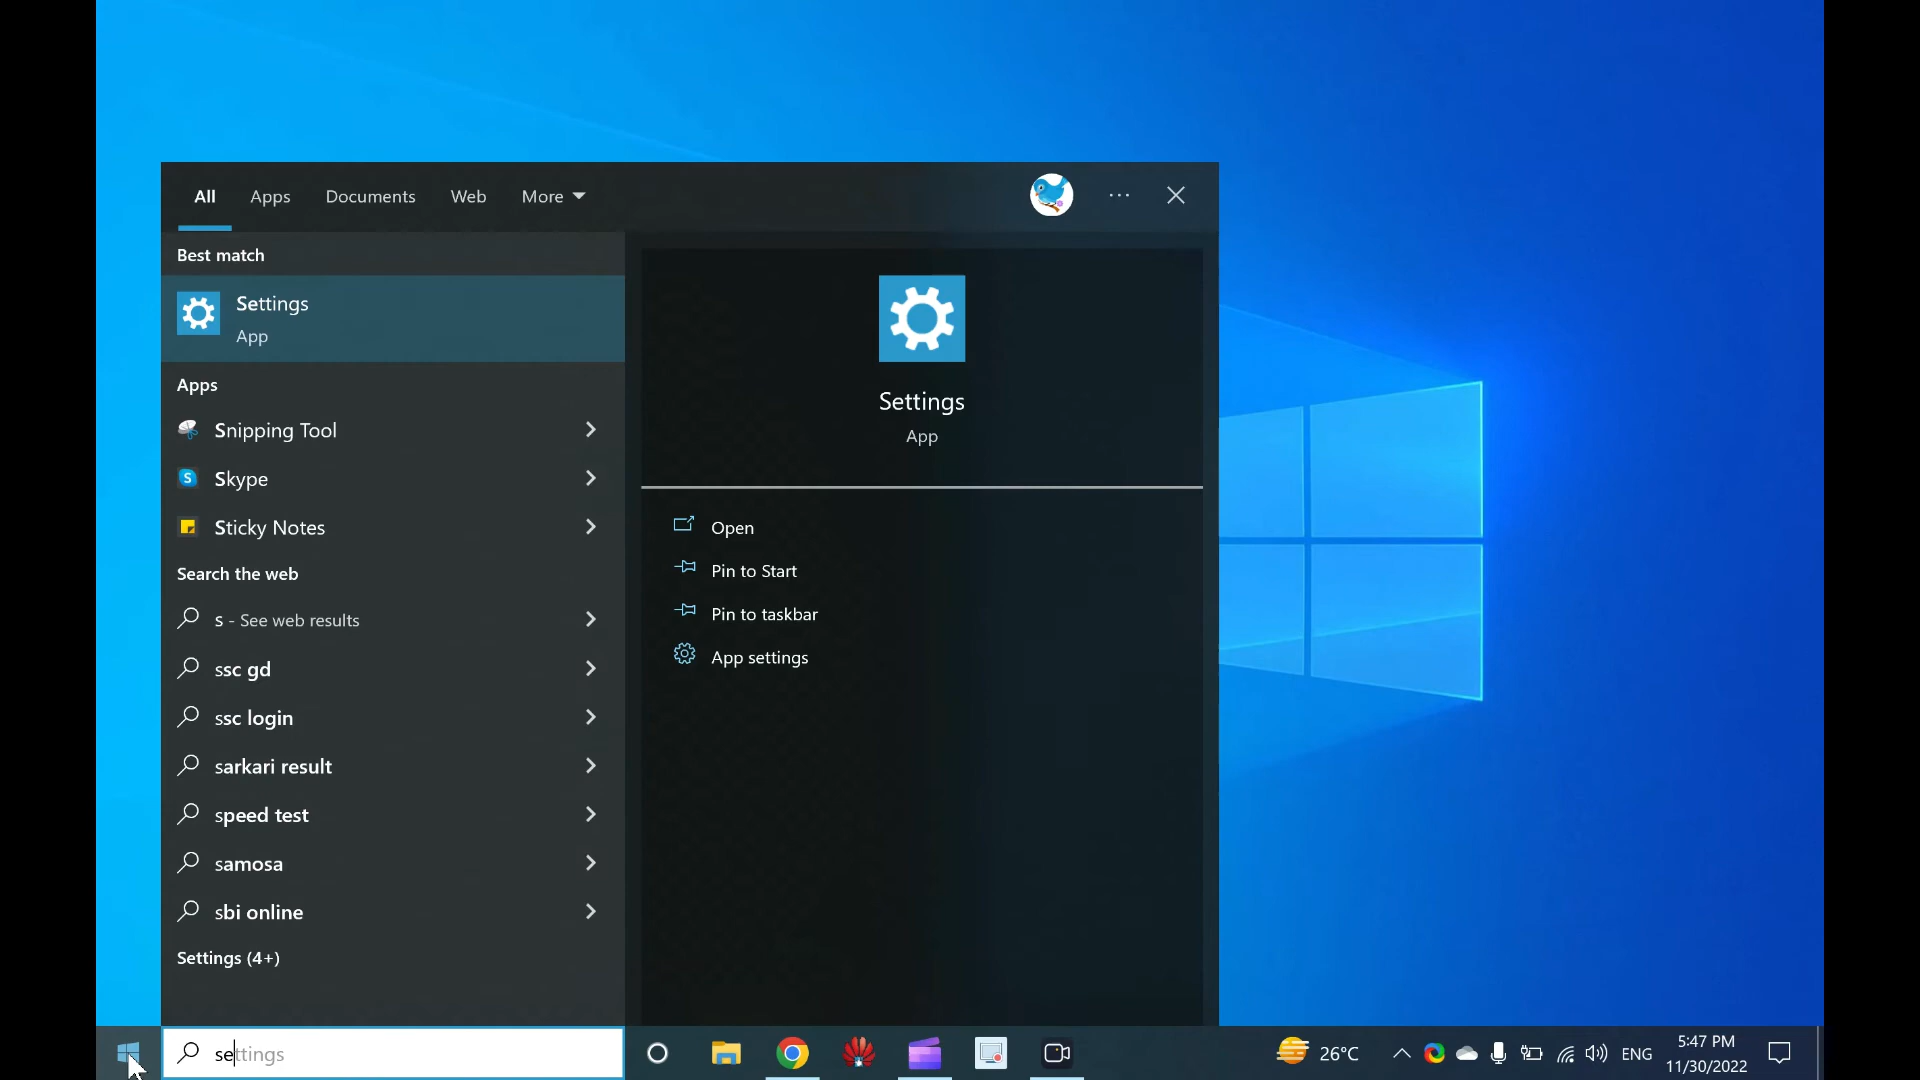 All Apps Documents Web More
Best match
Settings
App
Apps
Snipping Tool
Skype
Sticky Notes
Search the web
s - See web results
ssc gd
ssc login
sarkari result
speed test
samosa
sbi online
Settings (4+)
Settings
App
Open
Pin to Start
Pin to taskbar
App settings
settings
26°C
ENG
5:47 PM
11/30/2022